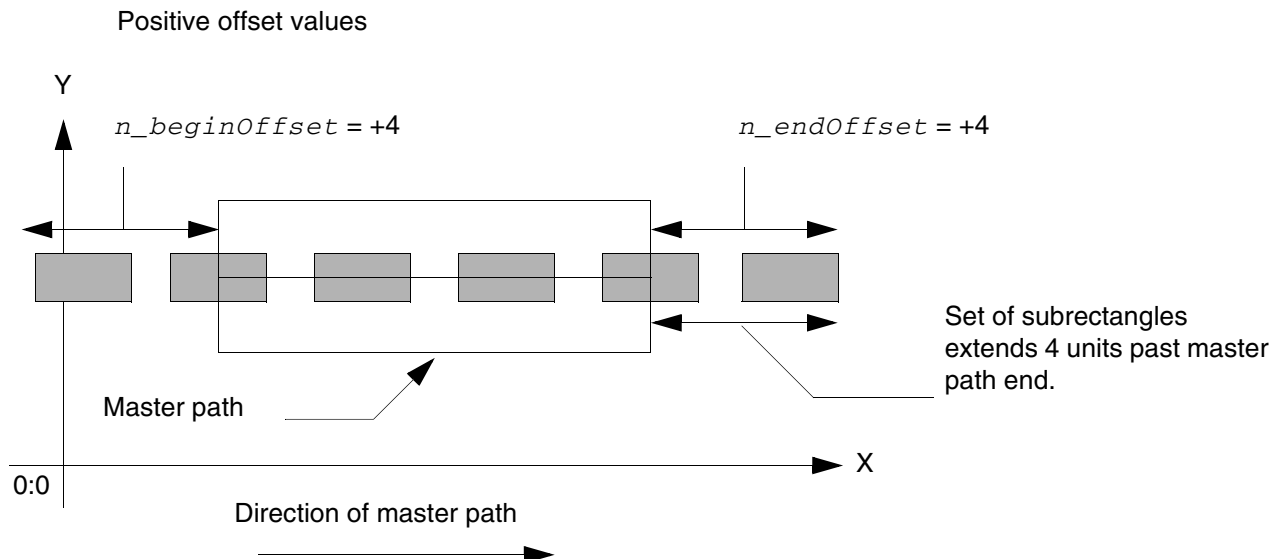 Positive offset values
Y
n_beginOffset = +4
n_endOffset = +4
Set of subrectangles
extends 4 units past master
path end.
Master path
X
0:0
Direction of master path